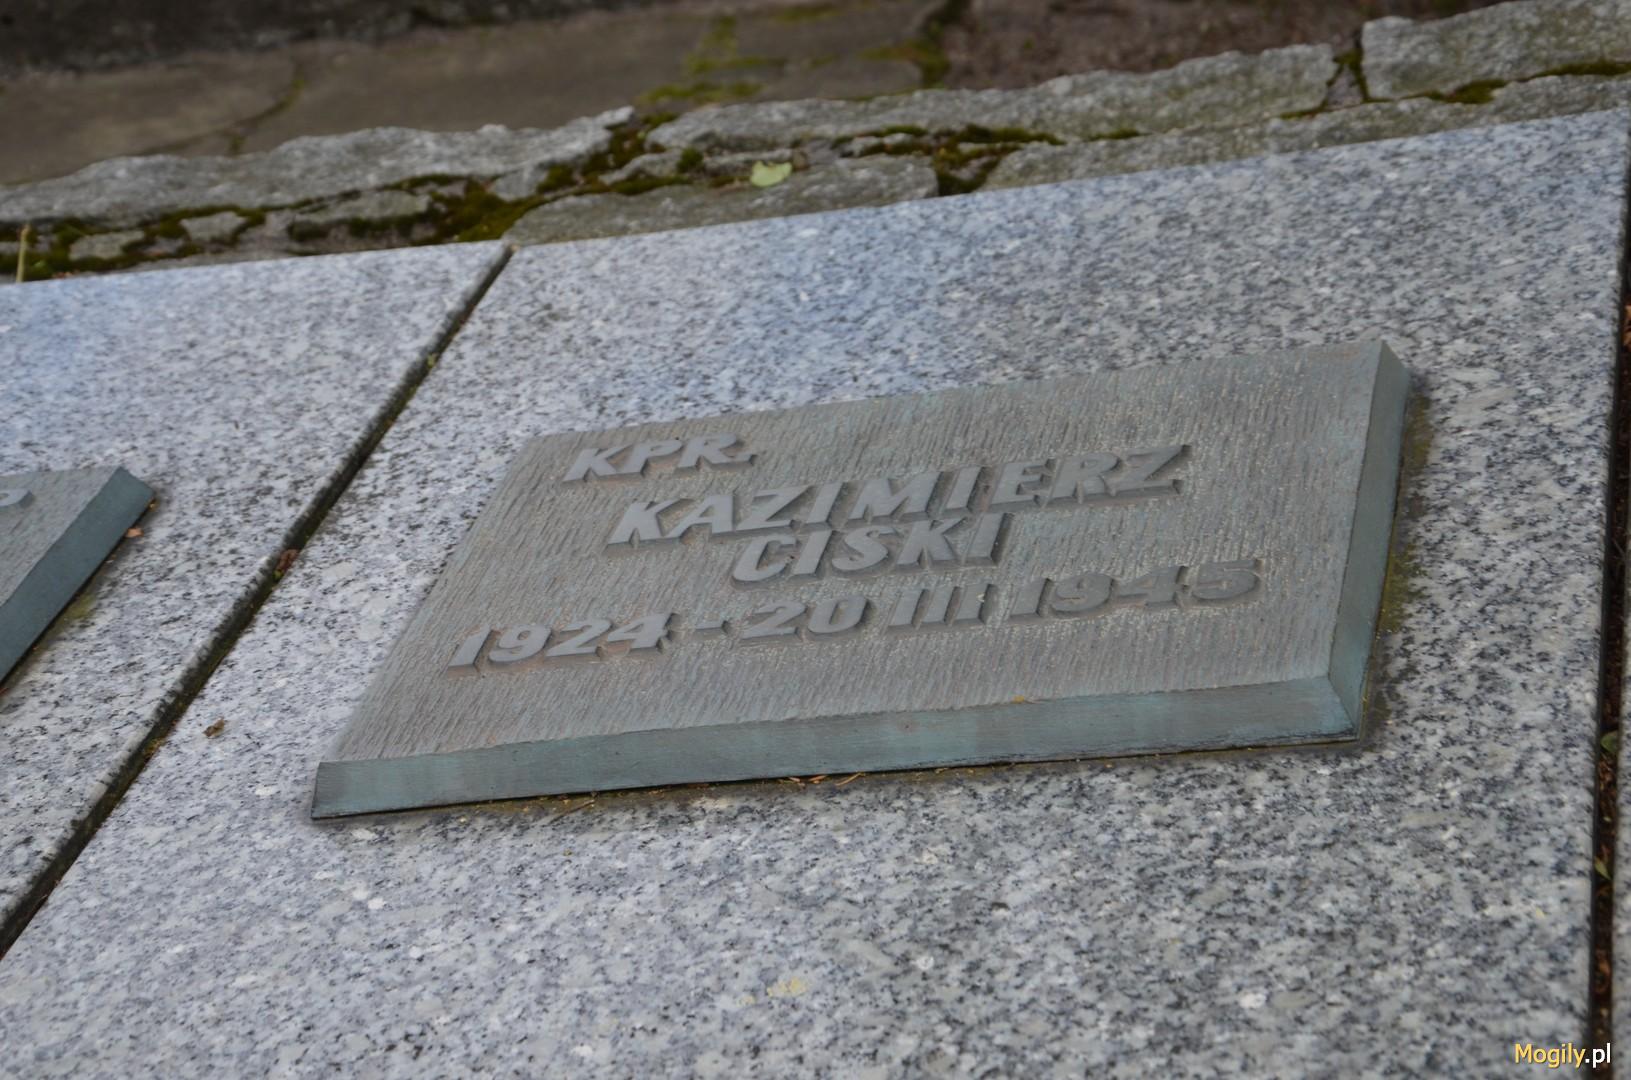 KPR.
KAZIMIERZ
CISKI
1924 - 20 III 1945
Mogily.pl